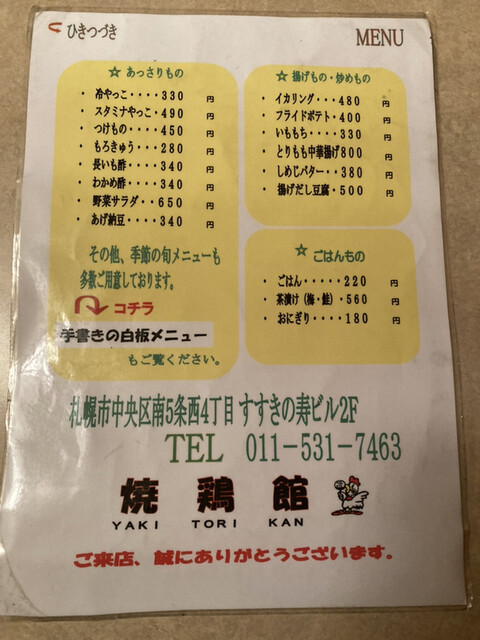 ひきつづき
MENU
☆ あっさりもの
・ 冷やっこ・・・330 円
・ スタミナやっこ・490 円
・ つけもの・・・450 円
・ もろきゅう・・・280 円
・ 長いも酢・・・340 円
・ わかめ酢・・・340 円
・ 野菜サラダ・・650 円
・ あげ納豆・・・340 円
その他、季節の旬メニューも
多数ご用意しております。
コチラ
手書きの白板メニュー
もご覧ください。
☆ 揚げもの・炒めもの
・ イカリング・・・480 円
・ フライドポテト・400 円
・ いももち・・・330 円
・ とりもも中華揚げ800 円
・ しめじバター・・380 円
・揚げだし豆腐・500 円
☆ ごはんもの
・ ごはん・・・・・220 円
・ 茶漬け(梅・鮭)・560 円
・ おにぎり・・・・180 円
札幌市中央区南5条西4丁目 すすきの寿ビル2F
TEL 011-531-7463
焼鶏館
YAKI TORI KAN
ご来店、誠にありがとうございます。